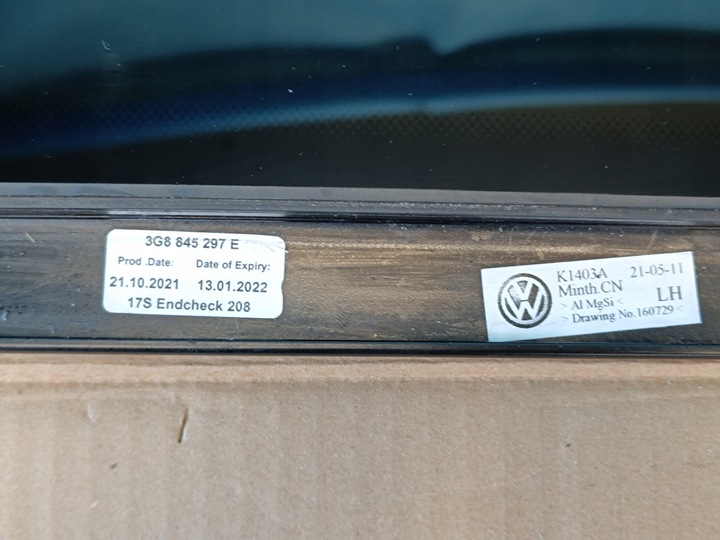 3G8 845 297 E
Prod .Date: Date of Expiry:
21.10.2021 13.01.2022
17S Endcheck 208
K1403A 21-05-11
Minth.CN
> Al MgSi < LH
> Drawing No.160729 <